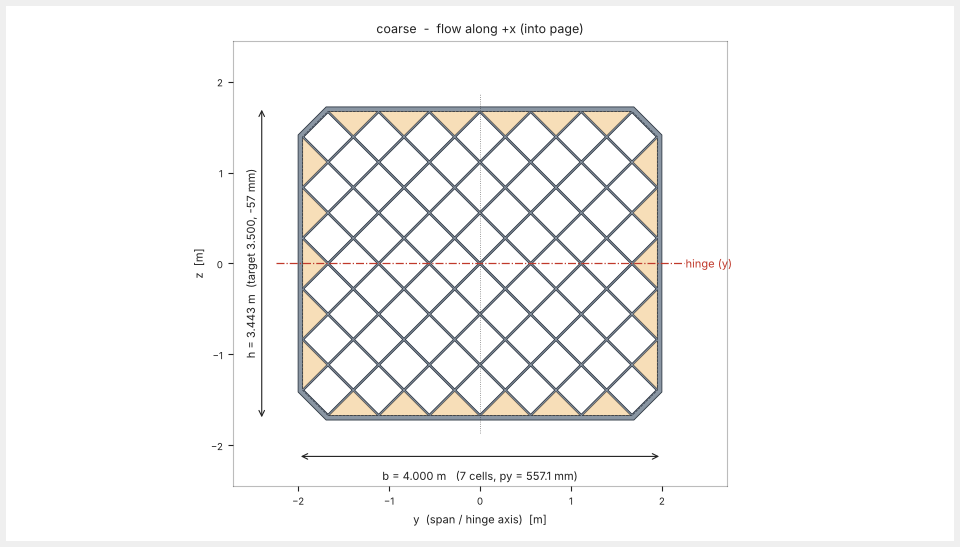 coarse - flow along +x (into page)
2
1
0
−1
−2
z [m]
h = 3.443 m (target 3.500, -57 mm)
hinge (y)
b = 4.000 m (7 cells, py = 557.1 mm)
−2
−1
0
1
2
y (span / hinge axis) [m]